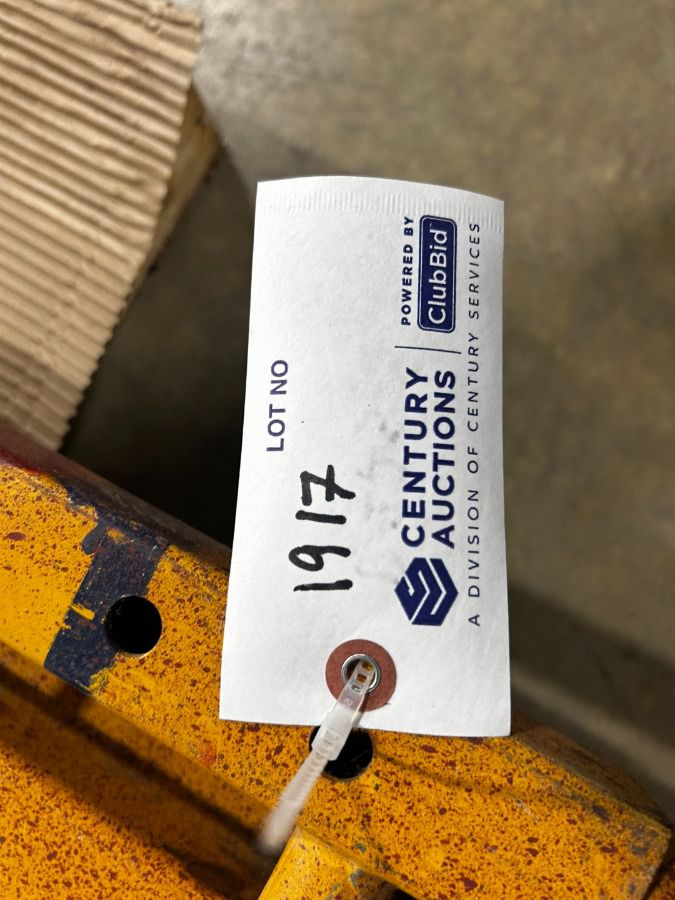 LOT NO
1917
CENTURY
AUCTIONS
POWERED BY
ClubBid
A DIVISION OF CENTURY SERVICES